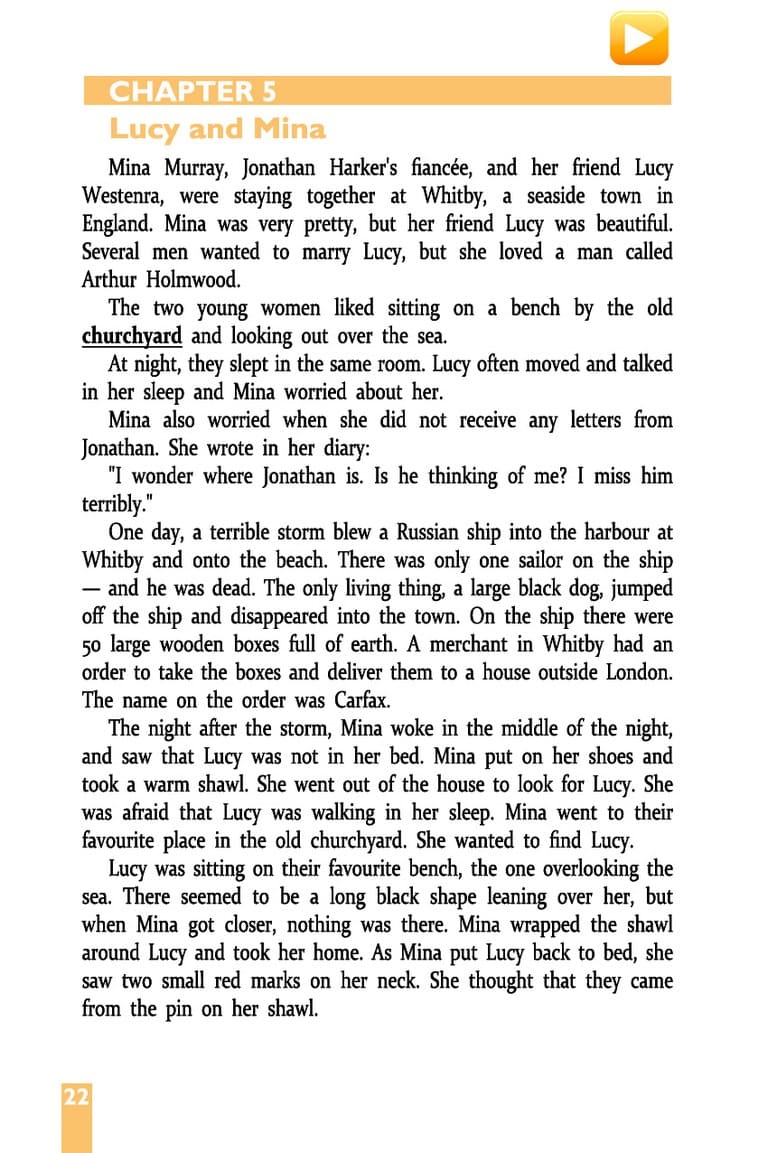 CHAPTER 5
Lucy and Mina
Mina Murray, Jonathan Harker's fiancée, and her friend Lucy
Westenra, were staying together at Whitby, a seaside town in
England. Mina was very pretty, but her friend Lucy was beautiful.
Several men wanted to marry Lucy, but she loved a man called
Arthur Holmwood.
The two young women liked sitting on a bench by the old
churchyard and looking out over the sea.
At night, they slept in the same room. Lucy often moved and talked
in her sleep and Mina worried about her.
Mina also worried when she did not receive any letters from
Jonathan. She wrote in her diary:
"I wonder where Jonathan is. Is he thinking of me? I miss him
terribly."
One day, a terrible storm blew a Russian ship into the harbour at
Whitby and onto the beach. There was only one sailor on the ship
— and he was dead. The only living thing, a large black dog, jumped
off the ship and disappeared into the town. On the ship there were
50 large wooden boxes full of earth. A merchant in Whitby had an
order to take the boxes and deliver them to a house outside London.
The name on the order was Carfax.
The night after the storm, Mina woke in the middle of the night,
and saw that Lucy was not in her bed. Mina put on her shoes and
took a warm shawl. She went out of the house to look for Lucy. She
was afraid that Lucy was walking in her sleep. Mina went to their
favourite place in the old churchyard. She wanted to find Lucy.
Lucy was sitting on their favourite bench, the one overlooking the
sea. There seemed to be a long black shape leaning over her, but
when Mina got closer, nothing was there. Mina wrapped the shawl
around Lucy and took her home. As Mina put Lucy back to bed, she
saw two small red marks on her neck. She thought that they came
from the pin on her shawl.
22